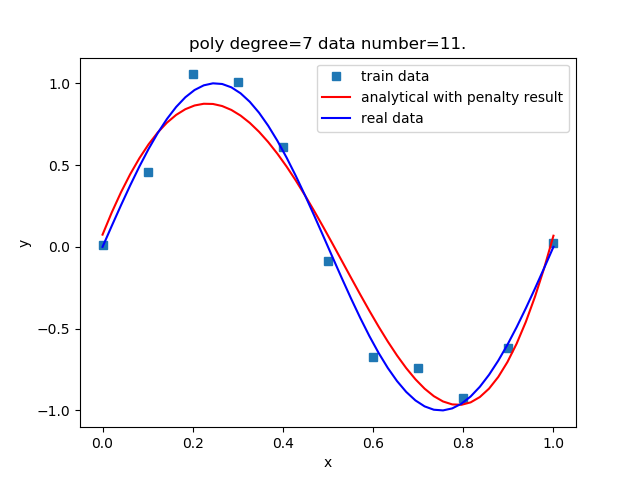 poly degree=7 data number=11.
train data
analytical with penalty result
real data
1.0
0.5
0.0
−0.5
−1.0
y
0.0 0.2 0.4 0.6 0.8 1.0
x